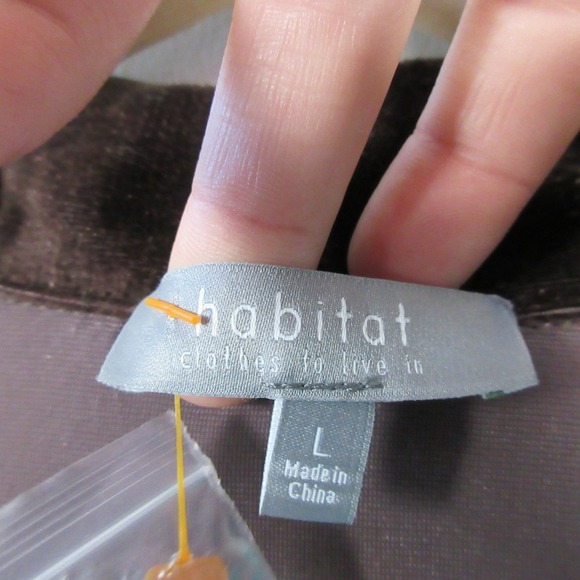 habitat
clothes to live in
L
Made in
China